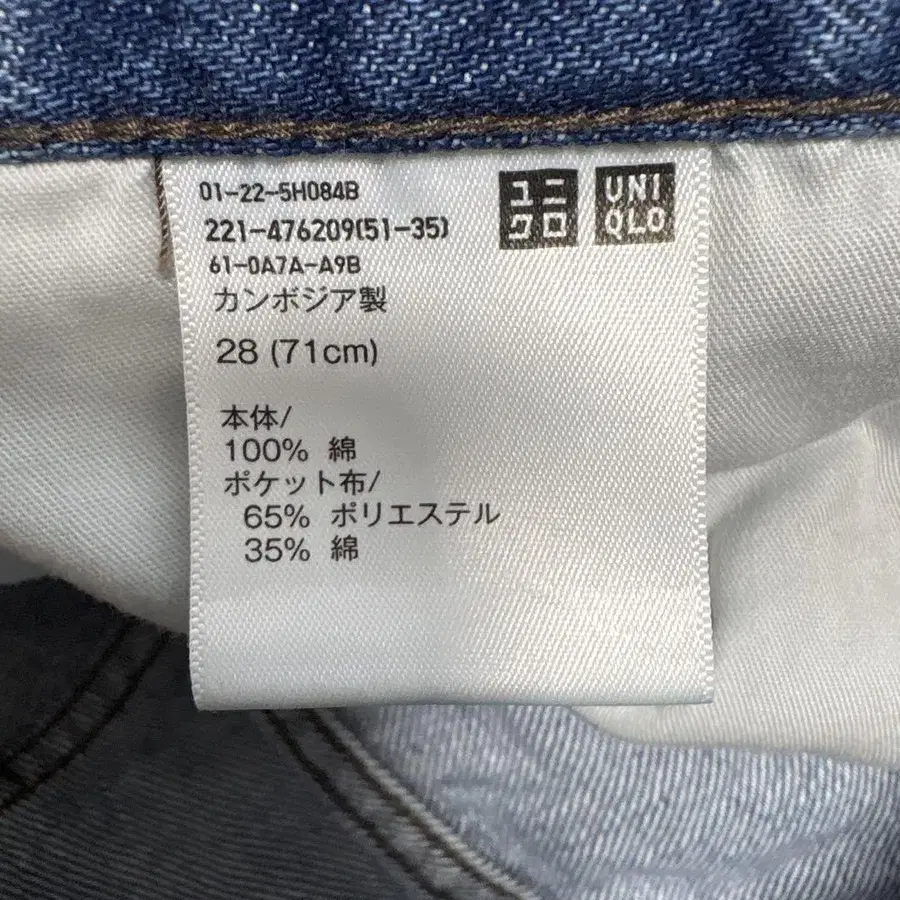 01-22-5H084B
221-476209(51-35)
61-0A7A-A9B
ユニ
クロ
UNI
QLO
カンボジア製
28 (71cm)
本体/
100% 綿
ポケット布/
65% ポリエステル
35% 綿